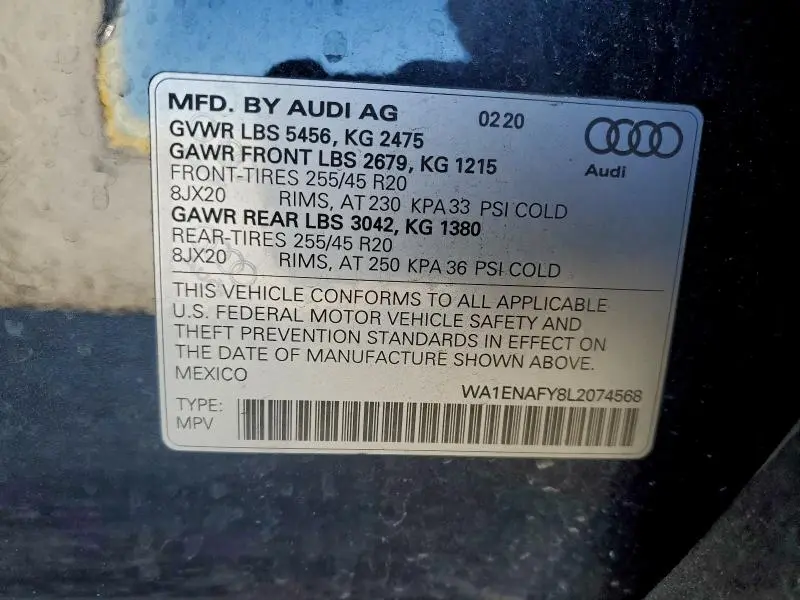 MFD. BY AUDI AG 0220
GVWR LBS 5456, KG 2475
GAWR FRONT LBS 2679, KG 1215
Audi
FRONT-TIRES 255/45 R20
8JX20 RIMS, AT 230 KPA 33 PSI COLD
GAWR REAR LBS 3042, KG 1380
REAR-TIRES 255/45 R20
8JX20 RIMS, AT 250 KPA 36 PSI COLD
THIS VEHICLE CONFORMS TO ALL APPLICABLE
U.S. FEDERAL MOTOR VEHICLE SAFETY AND
THEFT PREVENTION STANDARDS IN EFFECT ON
THE DATE OF MANUFACTURE SHOWN ABOVE.
MEXICO
WA1ENAFY8L2074568
TYPE:
MPV